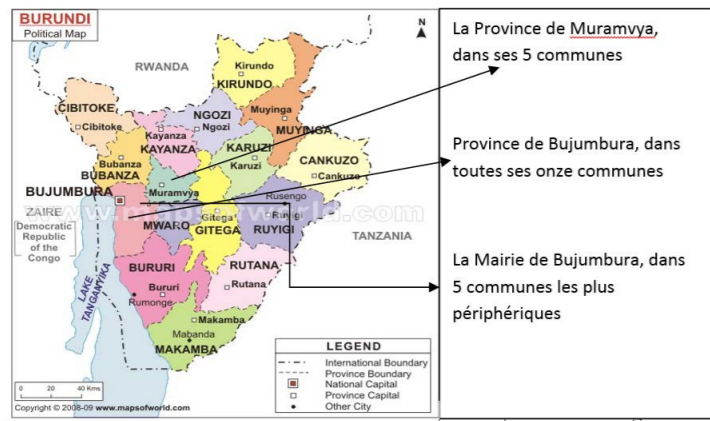 BURUNDI
Political Map
N
RWANDA
Kirundo
KIRUNDO
CIBITOKE
Cibitoke
NGOZI
Ngozi
Muyinga
MUYINGA
Kayanza
KAYANZA
KARUZI
Karuzi
Bubanza
BUBANZA
CANKUZO
Cankuzo
BUJUMBURA
Muramvya
Rusengo
Ruyigi
RUYIGI
www.mapsofworld.com
ZAIRE
Democratic
Republic
of the
Congo
MWARO
Gitega
GITEGA
TANZANIA
BURURI
Bururi
Rumonge
RUTANA
Rutana
LAKE
TANGANYIKA
Makamba
Mabanda
MAKAMBA
LEGEND
International Boundary
Province Boundary
National Capital
Province Capital
Other City
0 20 40 Kms
Copyright © 2008-09 www.mapsofworld.com
La Province de Muramvya,
dans ses 5 communes
Province de Bujumbura, dans
toutes ses onze communes
La Mairie de Bujumbura, dans
5 communes les plus
périphériques